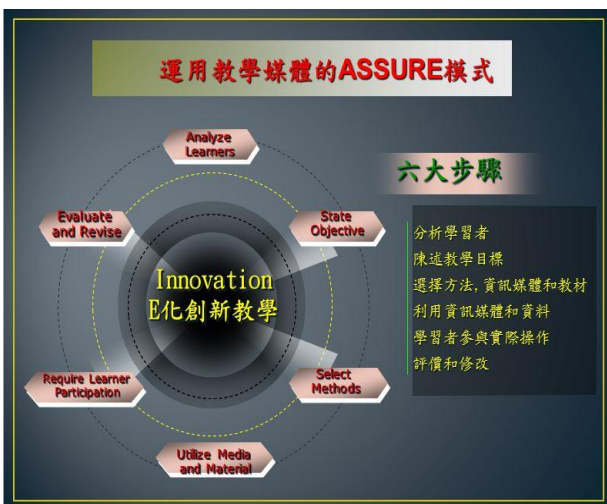 運用教學媒體的ASSURE模式
Analyze
Learners
Evaluate
and Revise
State
Objective
Innovation
E化創新教學
Require Learner
Participation
Select
Methods
Utilize Media
and Material
六大步驟
分析學習者
陳述教學目標
選擇方法,資訊媒體和教材
利用資訊媒體和資料
學習者參與實際操作
評價和修改